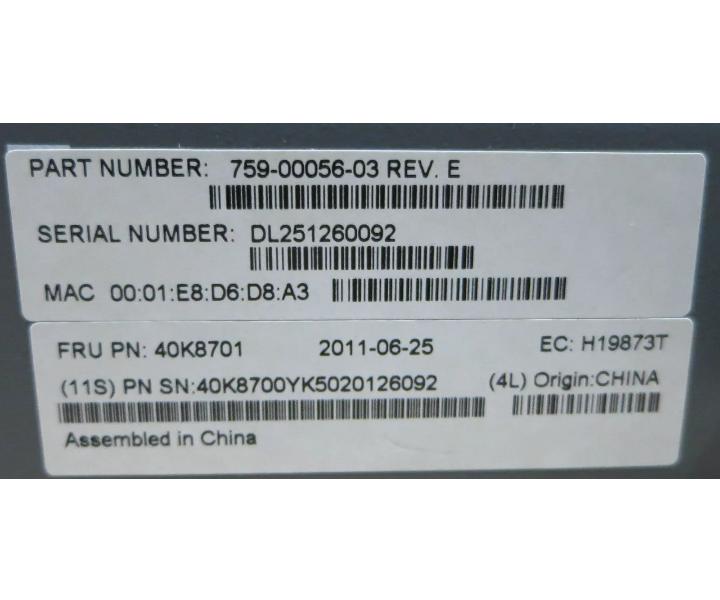 PART NUMBER: 759-00056-03 REV. E
SERIAL NUMBER: DL251260092
MAC 00:01:E8:D6:D8:A3
FRU PN: 40K8701 2011-06-25 EC: H19873T
(11S) PN SN:40K8700YK5020126092 (4L) Origin:CHINA
Assembled in China